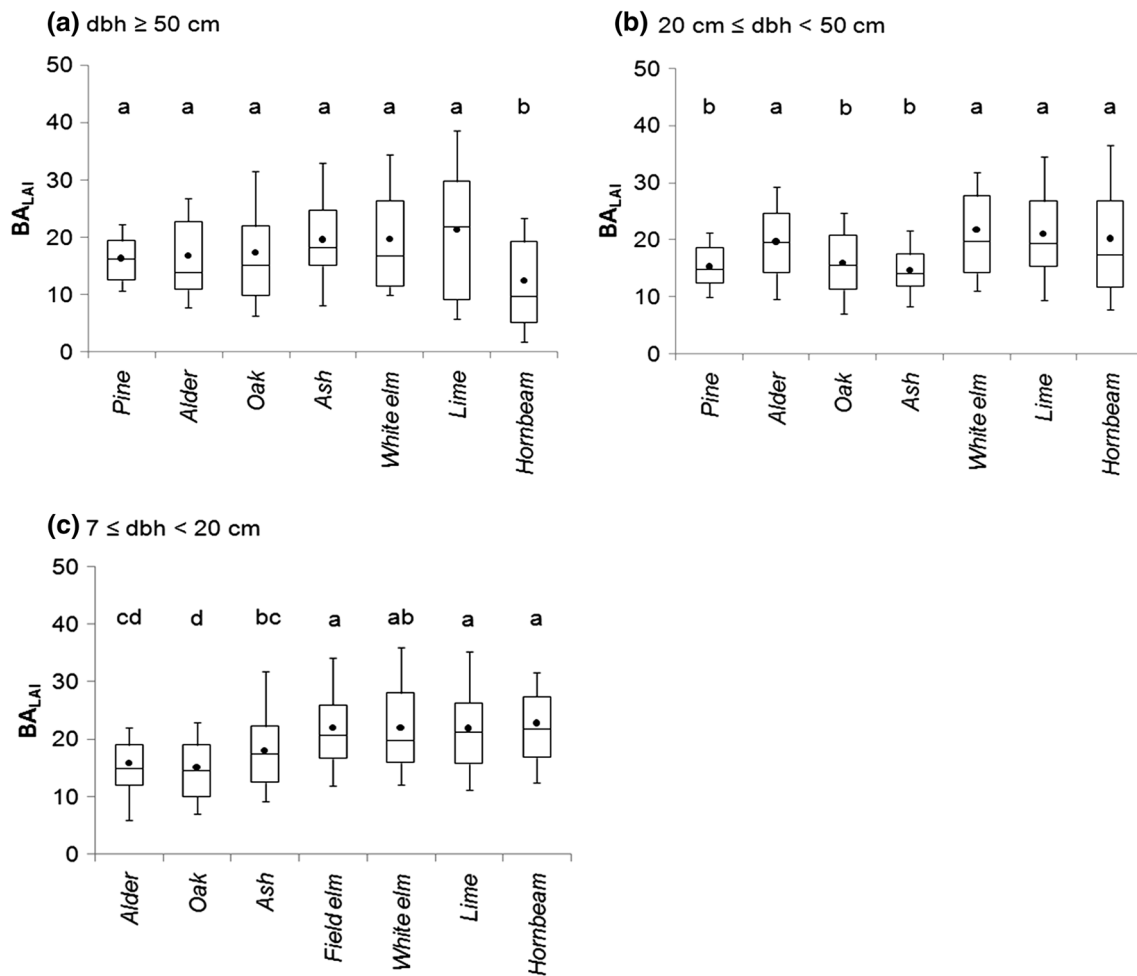 (a) dbh ≥ 50 cm
50
40
30
20
10
0
BA_LAI
a a a a a a b
Pine
Alder
Oak
Ash
White elm
Lime
Hornbeam
(b) 20 cm ≤ dbh < 50 cm
50
40
30
20
10
0
BA_LAI
b a b b a a a
Pine
Alder
Oak
Ash
White elm
Lime
Hornbeam
(c) 7 ≤ dbh < 20 cm
50
40
30
20
10
0
BA_LAI
cd d bc a ab a a
Alder
Oak
Ash
Field elm
White elm
Lime
Hornbeam